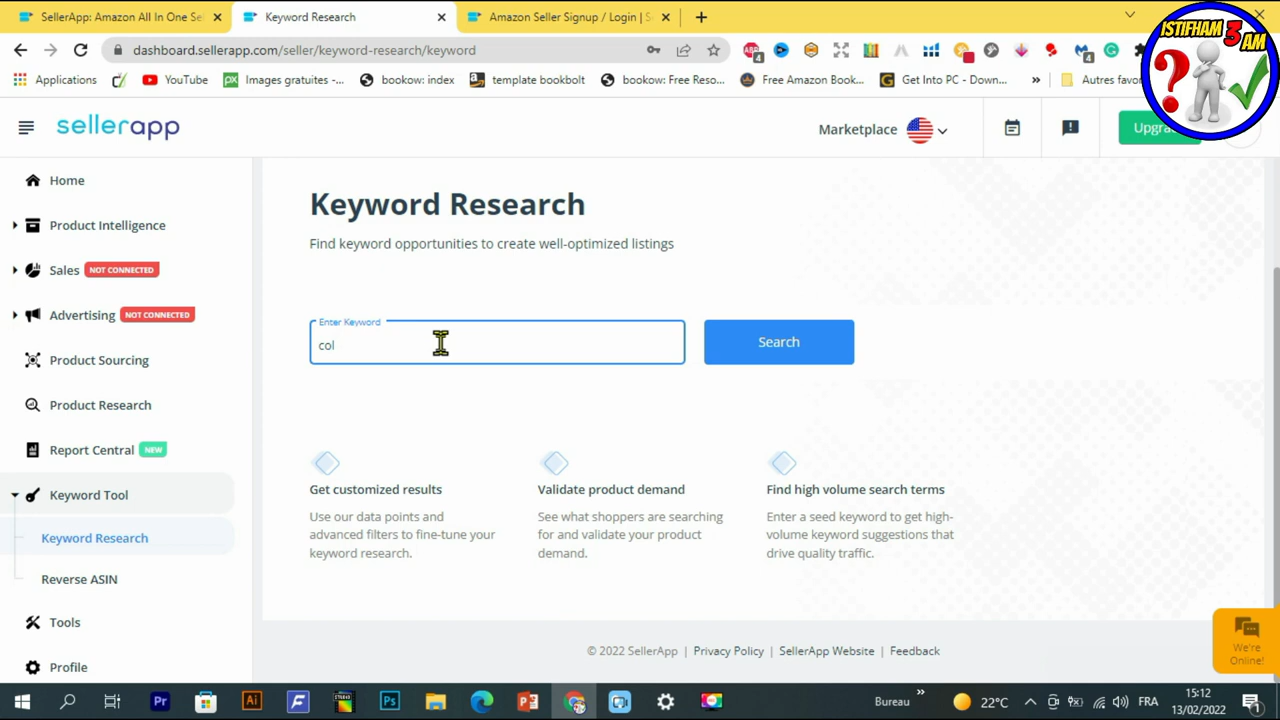 SellerApp: Amazon All In One Sel
Keyword Research
Amazon Seller Signup / Login | S
dashboard.sellerapp.com/seller/keyword-research/keyword
Applications
YouTube
Images gratuites -...
bookow: index
template bookbolt
bookow: Free Reso...
Free Amazon Book...
Get Into PC - Down...
»
Autres favor
ISTIFHAM 3 AM
sellerapp
Marketplace
Upgra
Home
Product Intelligence
Sales NOT CONNECTED
Advertising NOT CONNECTED
Product Sourcing
Product Research
Report Central NEW
Keyword Tool
Keyword Research
Reverse ASIN
Tools
Profile
Keyword Research
Find keyword opportunities to create well-optimized listings
Enter Keyword
col
Search
Get customized results
Use our data points and
advanced filters to fine-tune your
keyword research.
Validate product demand
See what shoppers are searching
for and validate your product
demand.
Find high volume search terms
Enter a seed keyword to get high-
volume keyword suggestions that
drive quality traffic.
© 2022 SellerApp | Privacy Policy | SellerApp Website | Feedback
We're
Online!
Bureau
»
22°C
FRA
15:12
13/02/2022